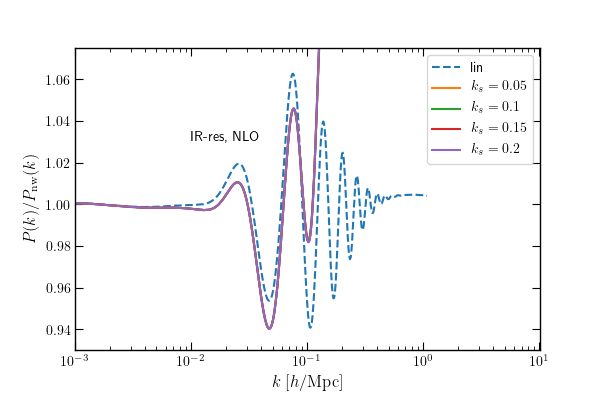 P(k)/P_nw(k)
1.06
1.04
1.02
1.00
0.98
0.96
0.94
IR-res, NLO
lin
k_s = 0.05
k_s = 0.1
k_s = 0.15
k_s = 0.2
10^−3
10^−2
10^−1
10^0
10^1
k [h/Mpc]